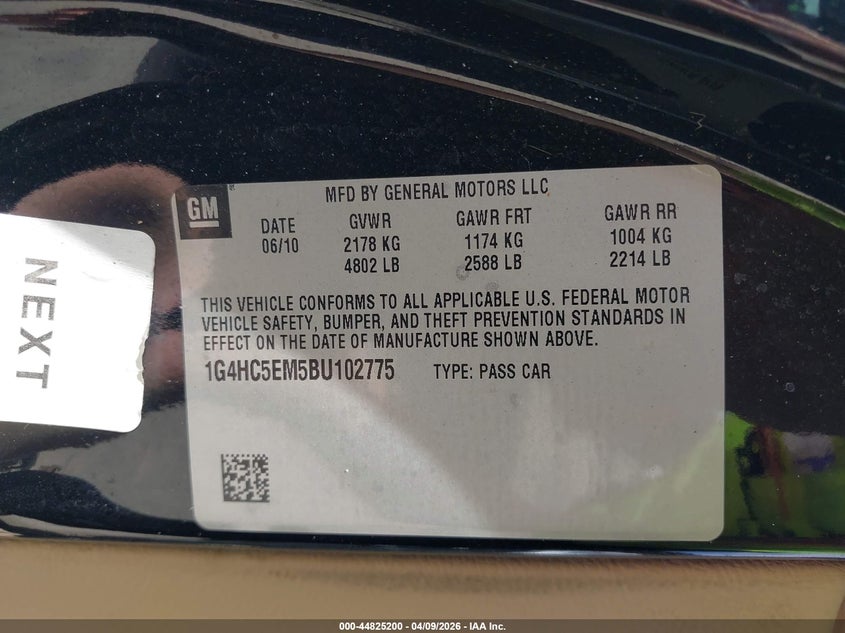 GM
MFD BY GENERAL MOTORS LLC
DATE GVWR GAWR FRT GAWR RR
06/10 2178 KG 1174 KG 1004 KG
4802 LB 2588 LB 2214 LB
THIS VEHICLE CONFORMS TO ALL APPLICABLE U.S. FEDERAL MOTOR
VEHICLE SAFETY, BUMPER, AND THEFT PREVENTION STANDARDS IN
EFFECT ON THE DATE OF MANUFACTURE SHOWN ABOVE.
1G4HC5EM5BU102775 TYPE: PASS CAR
NEXT
000-44825200 - 04/09/2026 - IAA Inc.